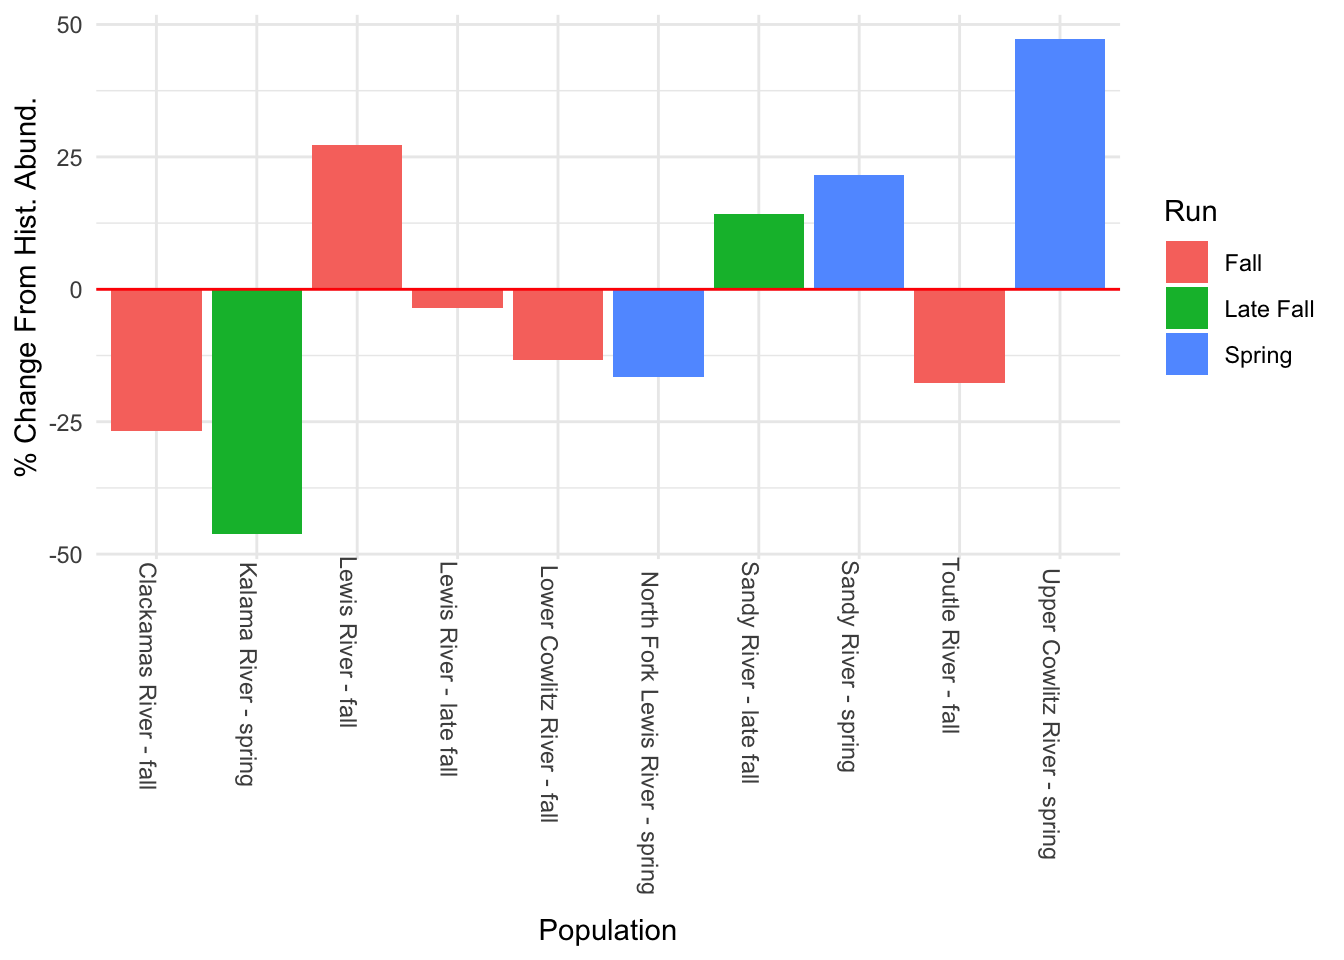 50
25
0
-25
-50
% Change From Hist. Abund.
Clackamas River - fall
Kalama River - spring
Lewis River - fall
Lewis River - late fall
Lower Cowlitz River - fall
North Fork Lewis River - spring
Sandy River - late fall
Sandy River - spring
Toutle River - fall
Upper Cowlitz River - spring
Population
Run
Fall
Late Fall
Spring